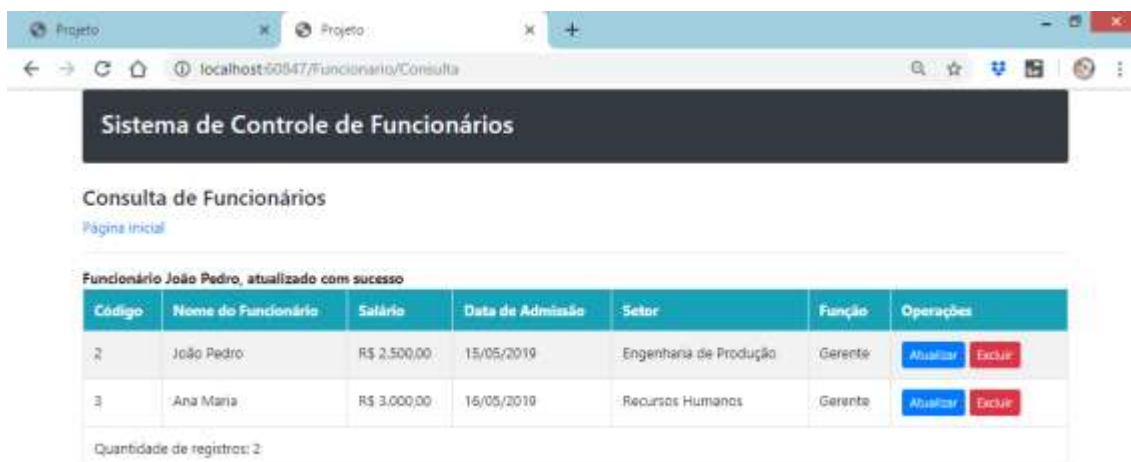 Projeto
Projeto
localhost:60847/Funcionario/Consulta
Sistema de Controle de Funcionários
Consulta de Funcionários
Página inicial
Funcionário João Pedro, atualizado com sucesso
Código Nome do Funcionário Salário Data de Admissão Setor Função Operações
2 João Pedro R$ 2.500,00 15/05/2019 Engenharia de Produção Gerente Atualizar Excluir
3 Ana Maria R$ 3.000,00 16/05/2019 Recursos Humanos Gerente Atualizar Excluir
Quantidade de registros: 2